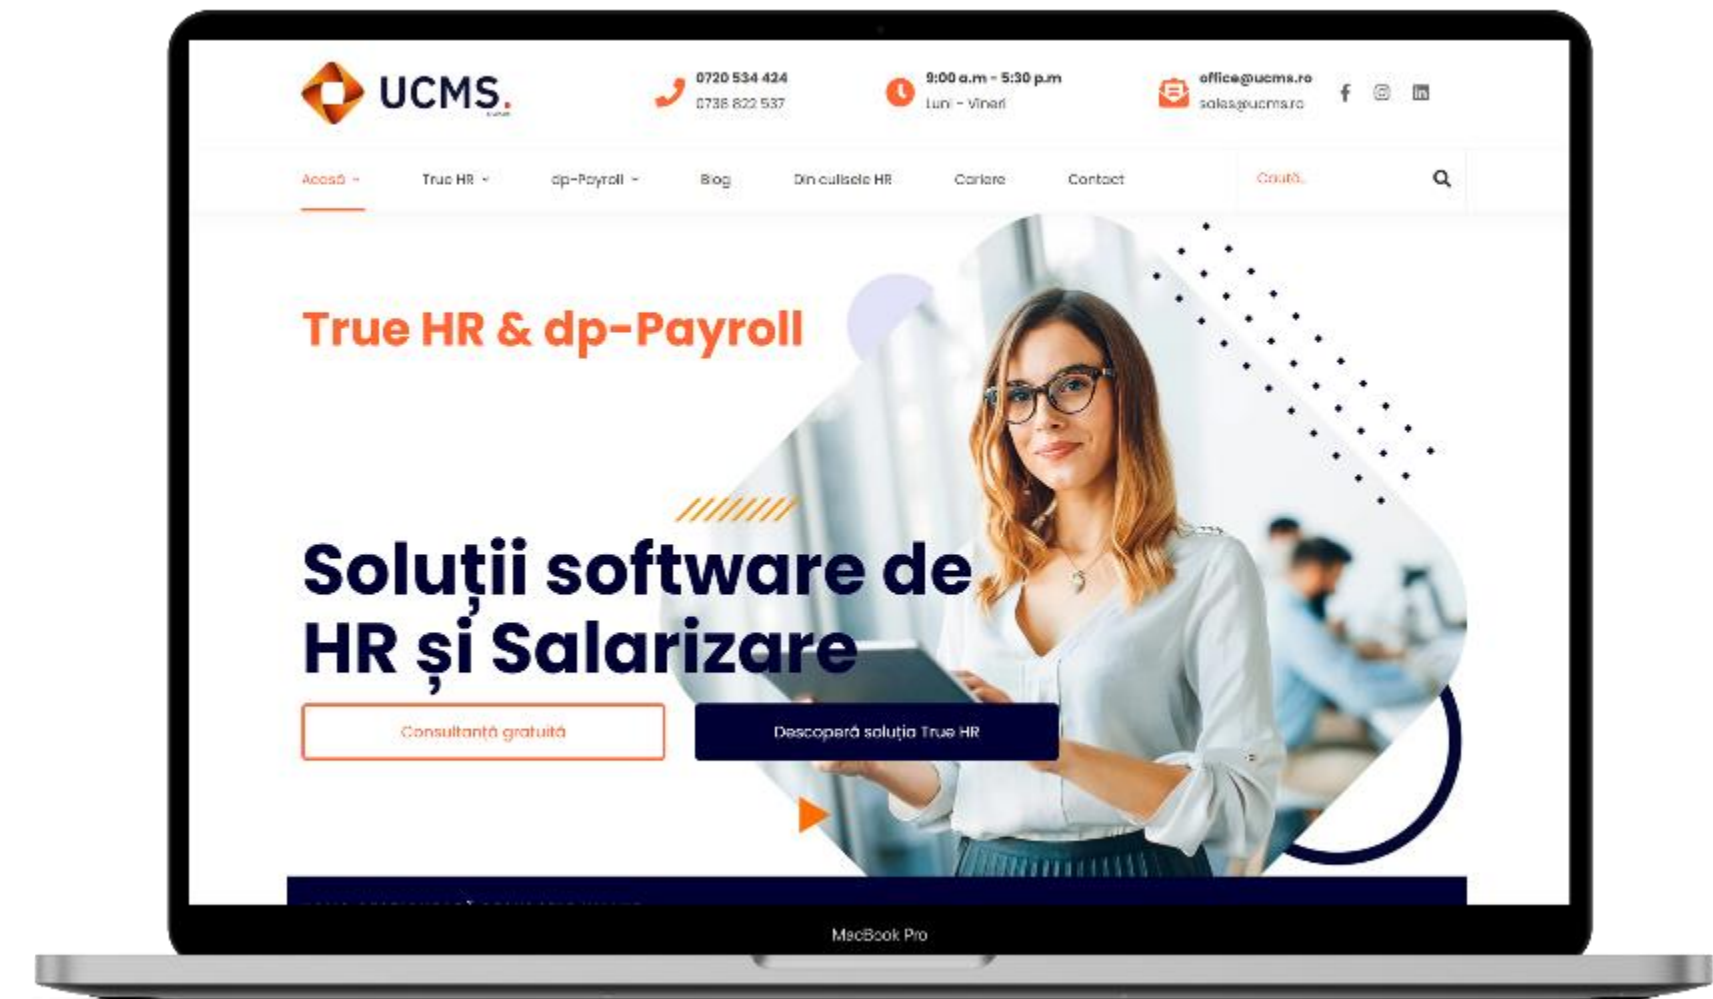 UCMS.
0720 534 424
0736 822 537
9:00 a.m - 5:30 p.m
Luni - Vineri
office@ucms.ro
sales@ucms.ro
Acasă
True HR
dp-Payroll
Blog
Din culisele HR
Cariere
Contact
Caută..
True HR & dp-Payroll
Soluții software de
HR și Salarizare
Consultanță gratuită
Descoperă soluția True HR
MacBook Pro